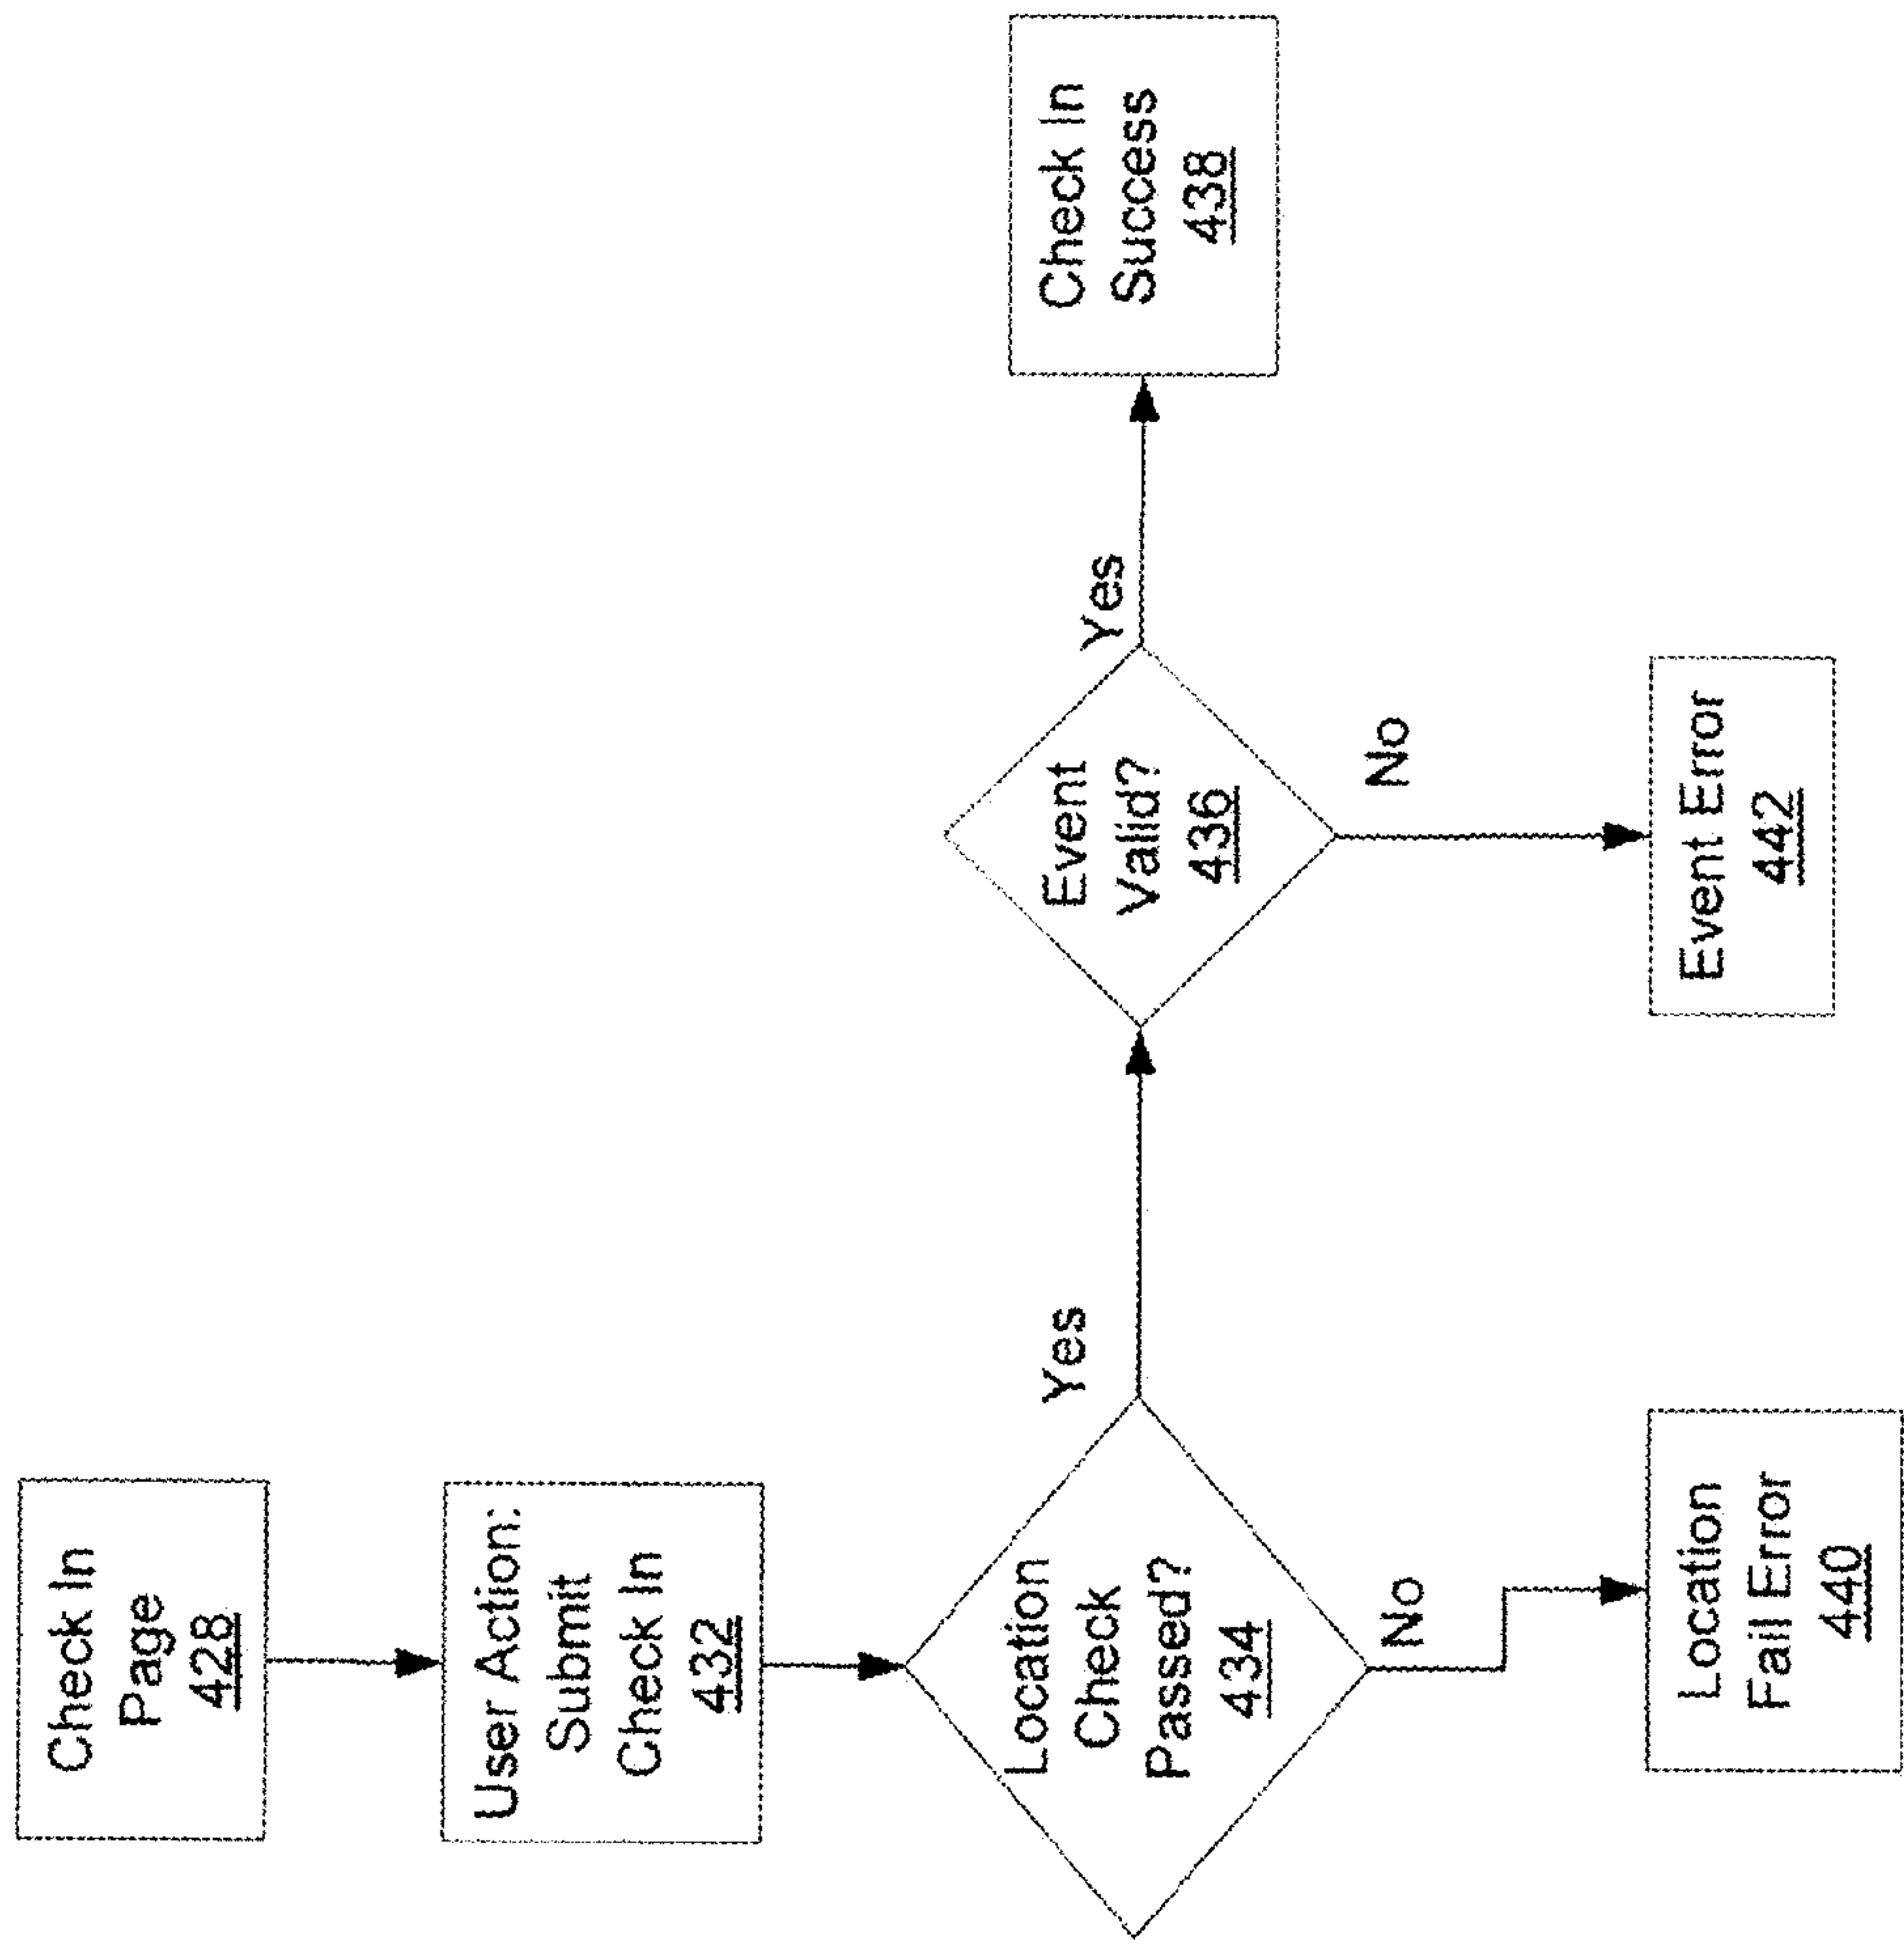 Check In
Page
428
User Action:
Submit
Check In
432
Location
Check
Passed?
434
Yes
No
Location
Fail Error
440
Event
Valid?
436
Yes
No
Event Error
442
Check In
Success
438